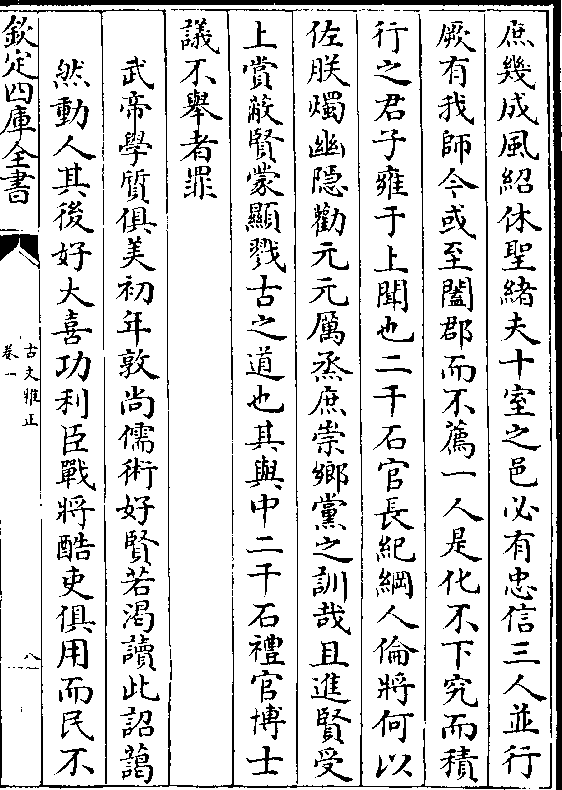 庶幾成風紹休聖緒夫十室之邑必有忠信三人並行
厥有我師今或至闔郡而不薦一人是化不下究而積
行之君子雍于上聞也二千石官長紀綱人倫將何以
佐朕燭幽隱勸元元厲烝庶崇鄉黨之訓哉且進賢受
上賞蔽賢蒙顯戮古之道也其與中二千石禮官博士
議不舉者罪
武帝學質俱美初年敦尚儒術好賢若渴讀此詔藹
然動人其後好大喜功利臣戰將酷吏俱用而民不
欽定四庫全書
古文雅正
卷一
八